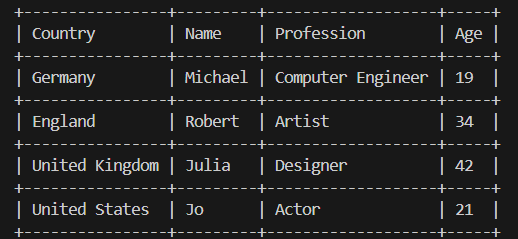 +----------------+---------+-------------------+-----+
| Country        | Name    | Profession        | Age |
+----------------+---------+-------------------+-----+
| Germany        | Michael | Computer Engineer | 19  |
+----------------+---------+-------------------+-----+
| England        | Robert  | Artist            | 34  |
+----------------+---------+-------------------+-----+
| United Kingdom | Julia   | Designer          | 42  |
+----------------+---------+-------------------+-----+
| United States  | Jo      | Actor             | 21  |
+----------------+---------+-------------------+-----+